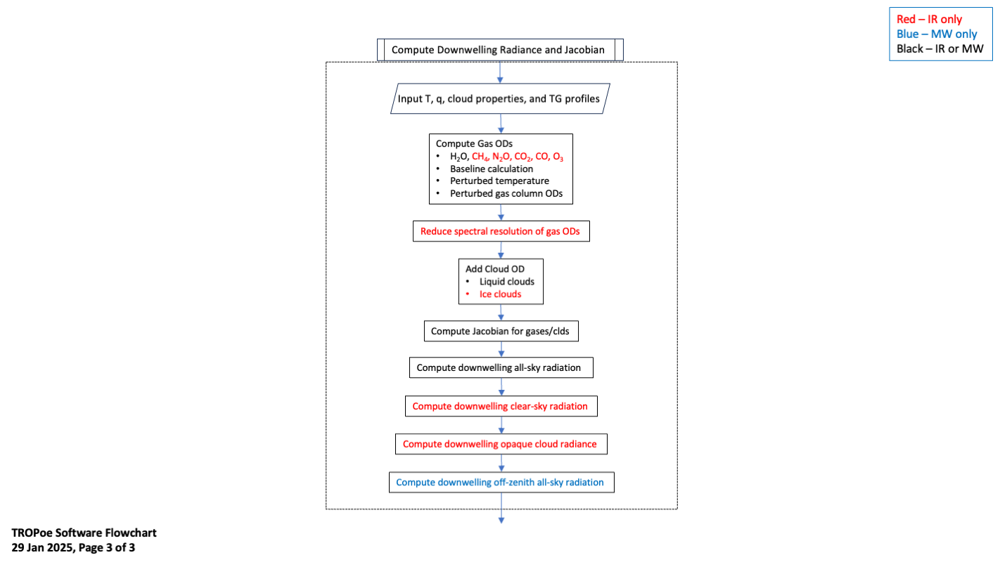 Red – IR only
Blue – MW only
Black – IR or MW
Compute Downwelling Radiance and Jacobian
Input T, q, cloud properties, and TG profiles
Compute Gas ODs
• H₂O, CH₄, N₂O, CO₂, CO, O₃
• Baseline calculation
• Perturbed temperature
• Perturbed gas column ODs
Reduce spectral resolution of gas ODs
Add Cloud OD
• Liquid clouds
• Ice clouds
Compute Jacobian for gases/clds
Compute downwelling all-sky radiation
Compute downwelling clear-sky radiation
Compute downwelling opaque cloud radiance
Compute downwelling off-zenith all-sky radiation
TROPoe Software Flowchart
29 Jan 2025, Page 3 of 3